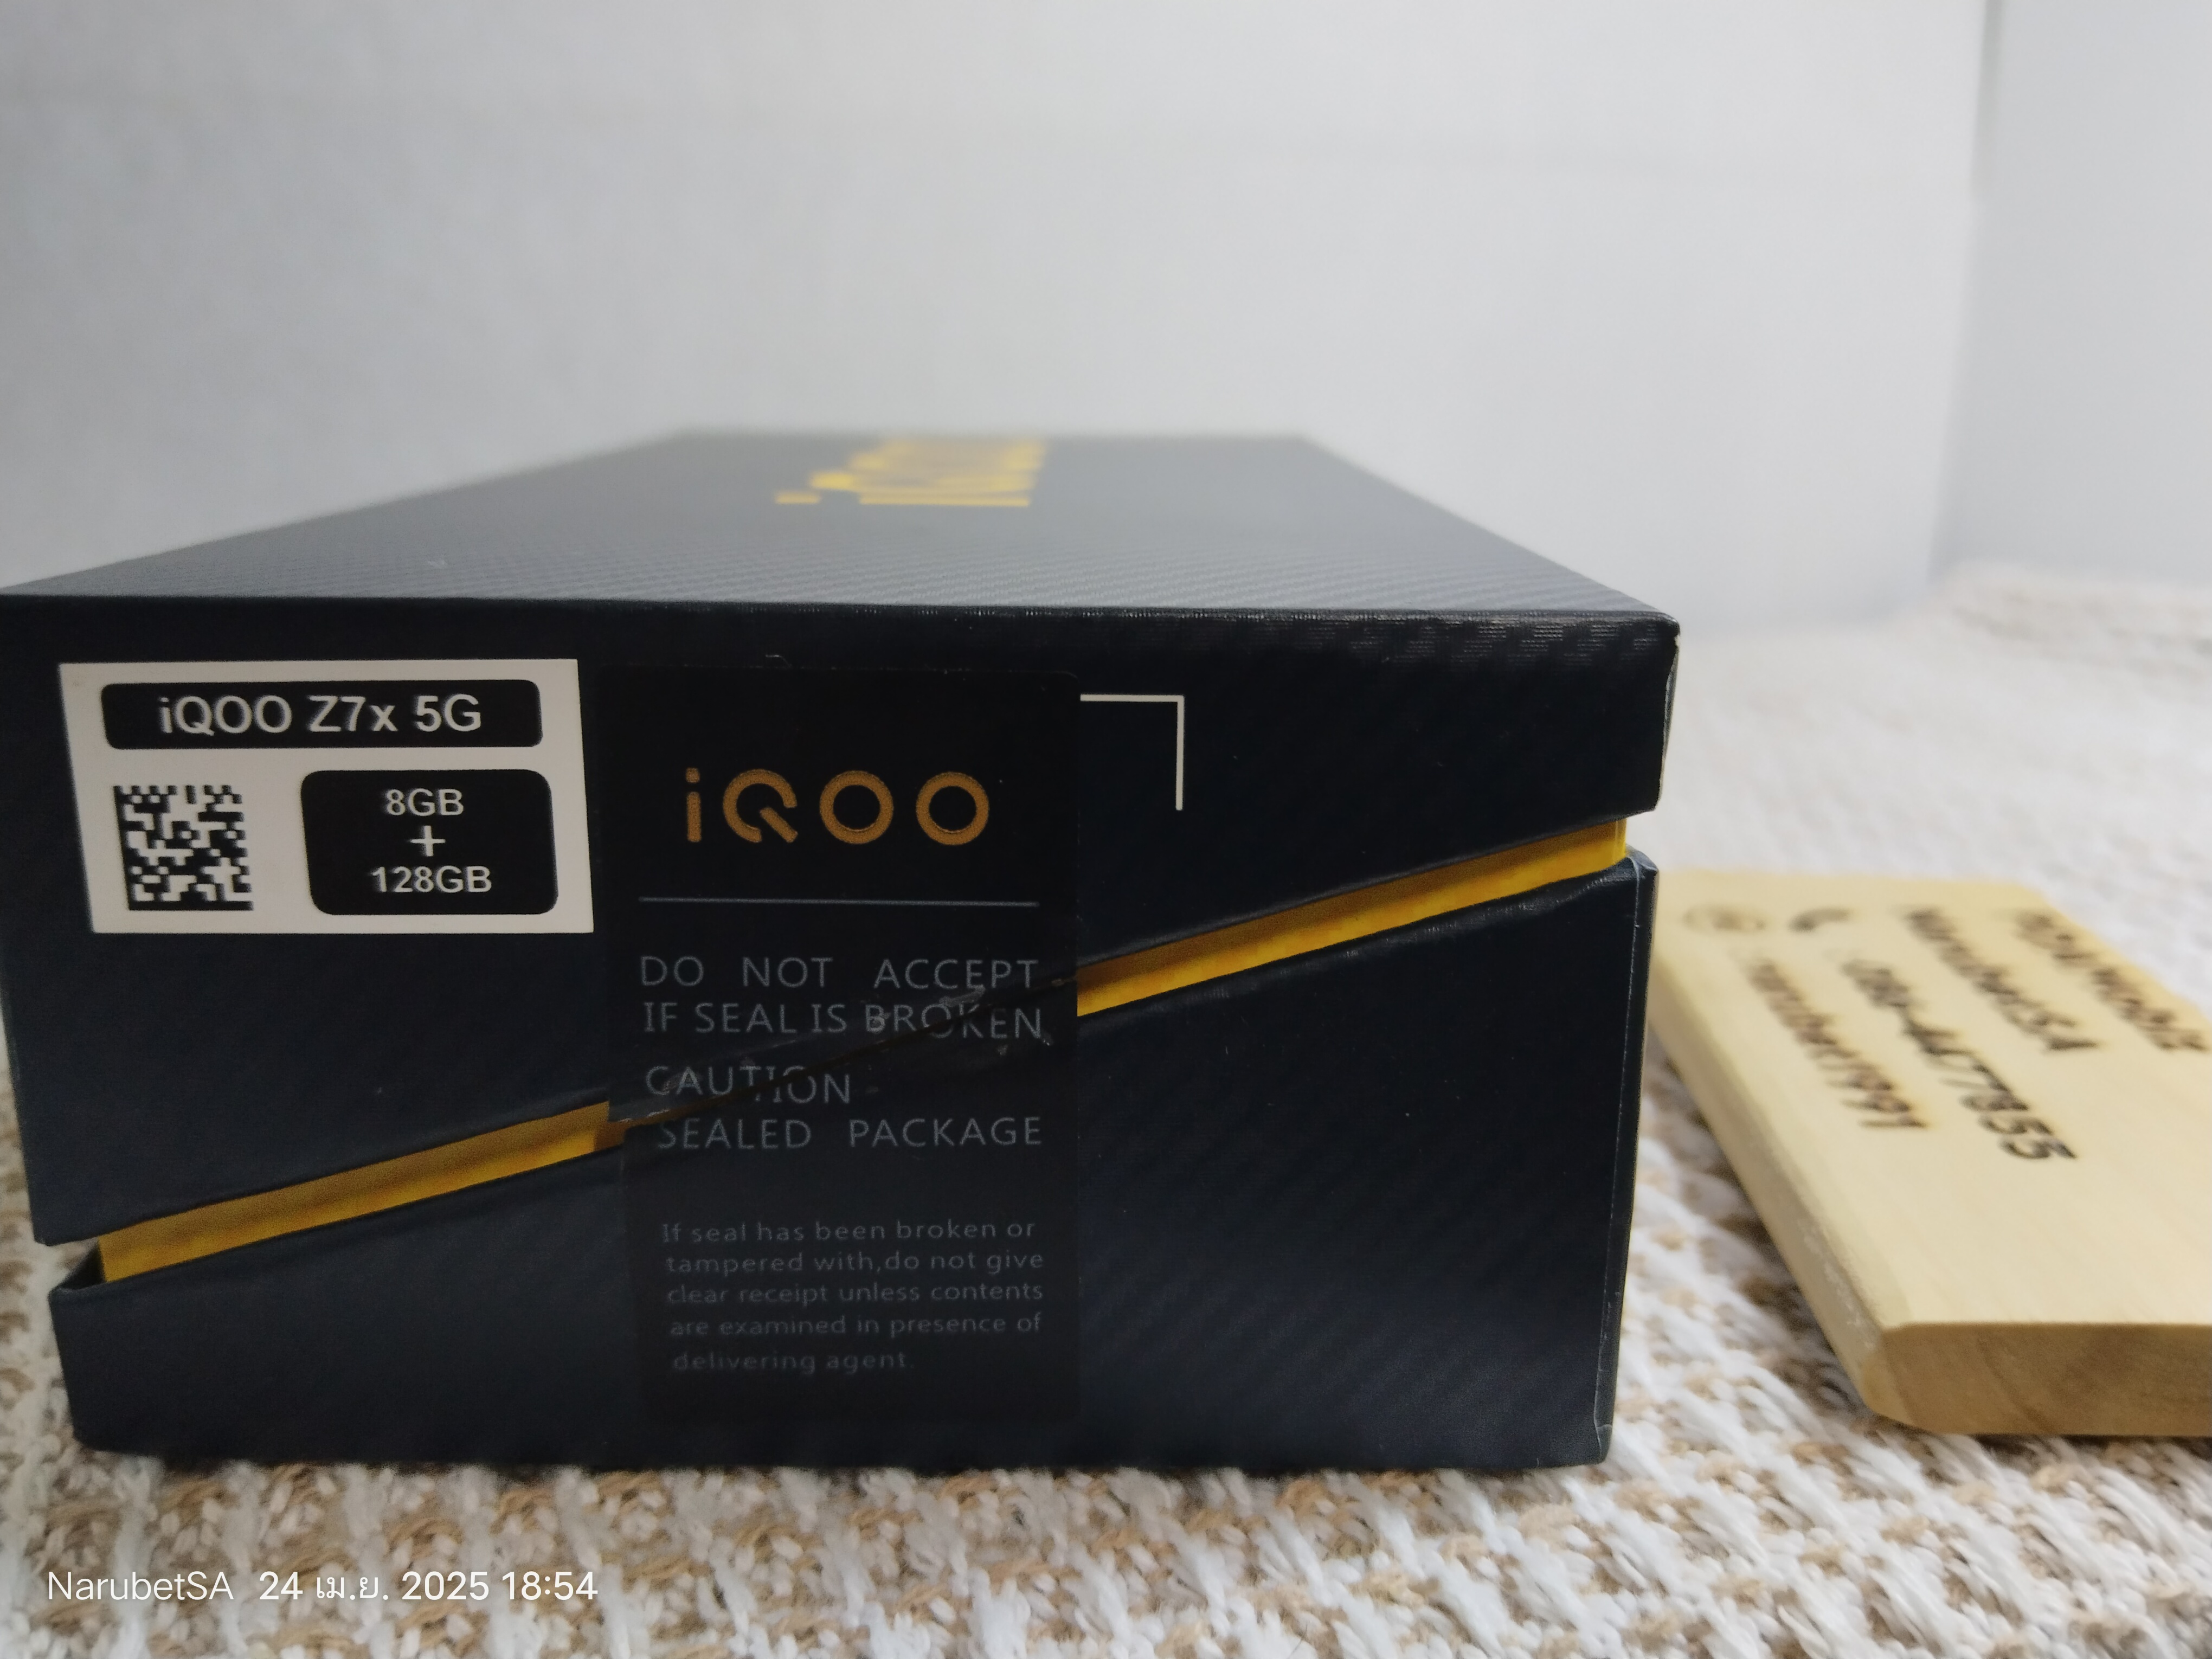 iQOO Z7x 5G
8GB
+
128GB
iQOO
DO NOT ACCEPT
IF SEAL IS BROKEN
CAUTION
SEALED PACKAGE
If seal has been broken or
tampered with,do not give
clear receipt unless contents
are examined in presence of
delivering agent.
NarubetSA
narubet1991
NarubetSA 24 เม.ย. 2025 18:54